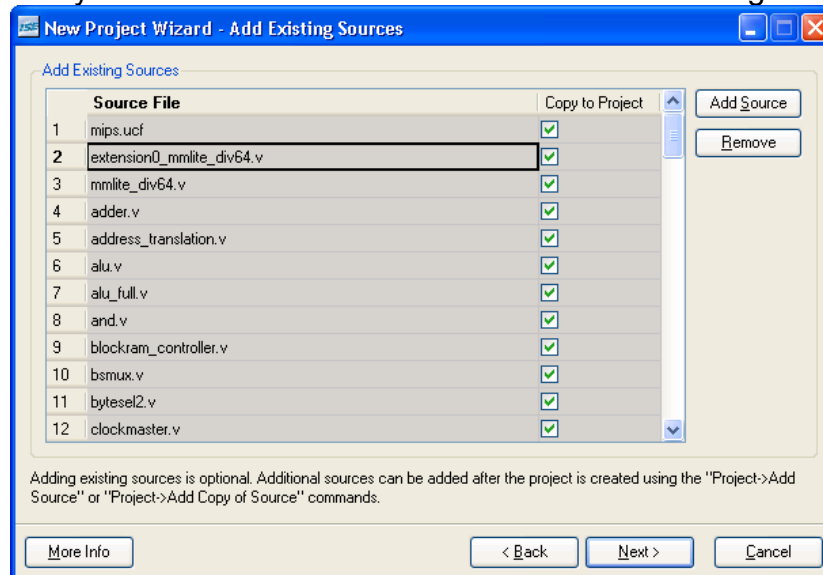 ISE New Project Wizard - Add Existing Sources
Add Existing Sources
Source File Copy to Project Add Source
1 mips.ucf
Remove
2 extension0_mmlite_div64.v
3 mmlite_div64.v
4 adder.v
5 address_translation.v
6 alu.v
7 alu_full.v
8 and.v
9 blockram_controller.v
10 bsmux.v
11 bytesel2.v
12 clockmaster.v
Adding existing sources is optional. Additional sources can be added after the project is created using the "Project->Add
Source" or "Project->Add Copy of Source" commands.
More Info < Back Next > Cancel